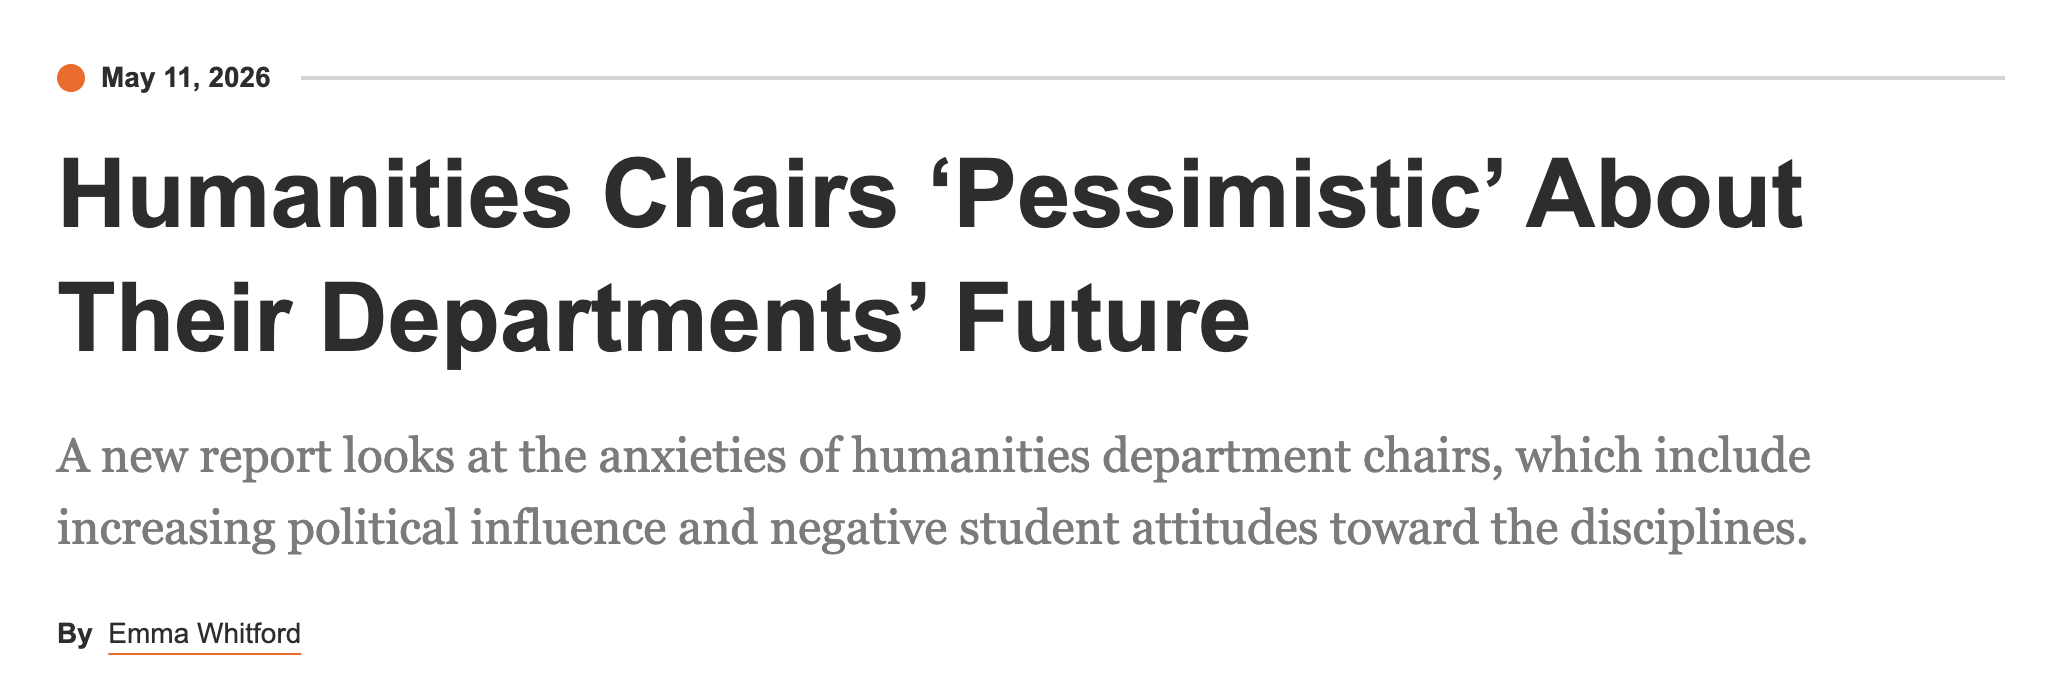 May 11, 2026
Humanities Chairs ‘Pessimistic’ About
Their Departments’ Future
A new report looks at the anxieties of humanities department chairs, which include
increasing political influence and negative student attitudes toward the disciplines.
By Emma Whitford